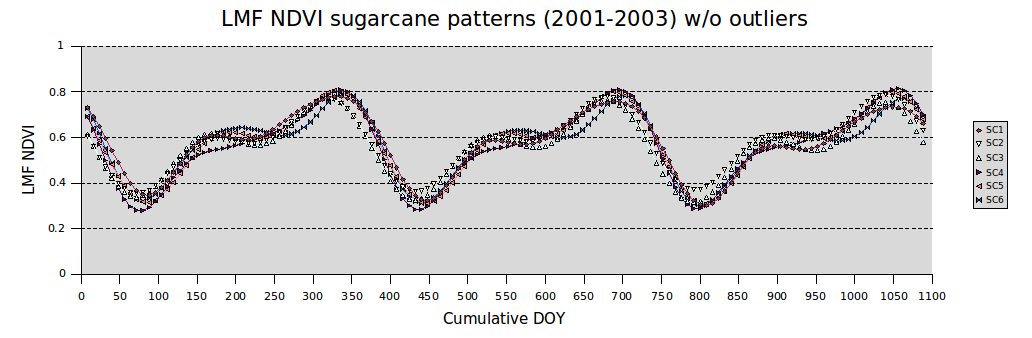 LMF NDVI sugarcane patterns (2001-2003) w/o outliers
1
0.8
0.6
0.4
0.2
0
LMF NDVI
0 50 100 150 200 250 300 350 400 450 500 550 600 650 700 750 800 850 900 950 1000 1050 1100
Cumulative DOY
SC1
SC2
SC3
SC4
SC5
SC6